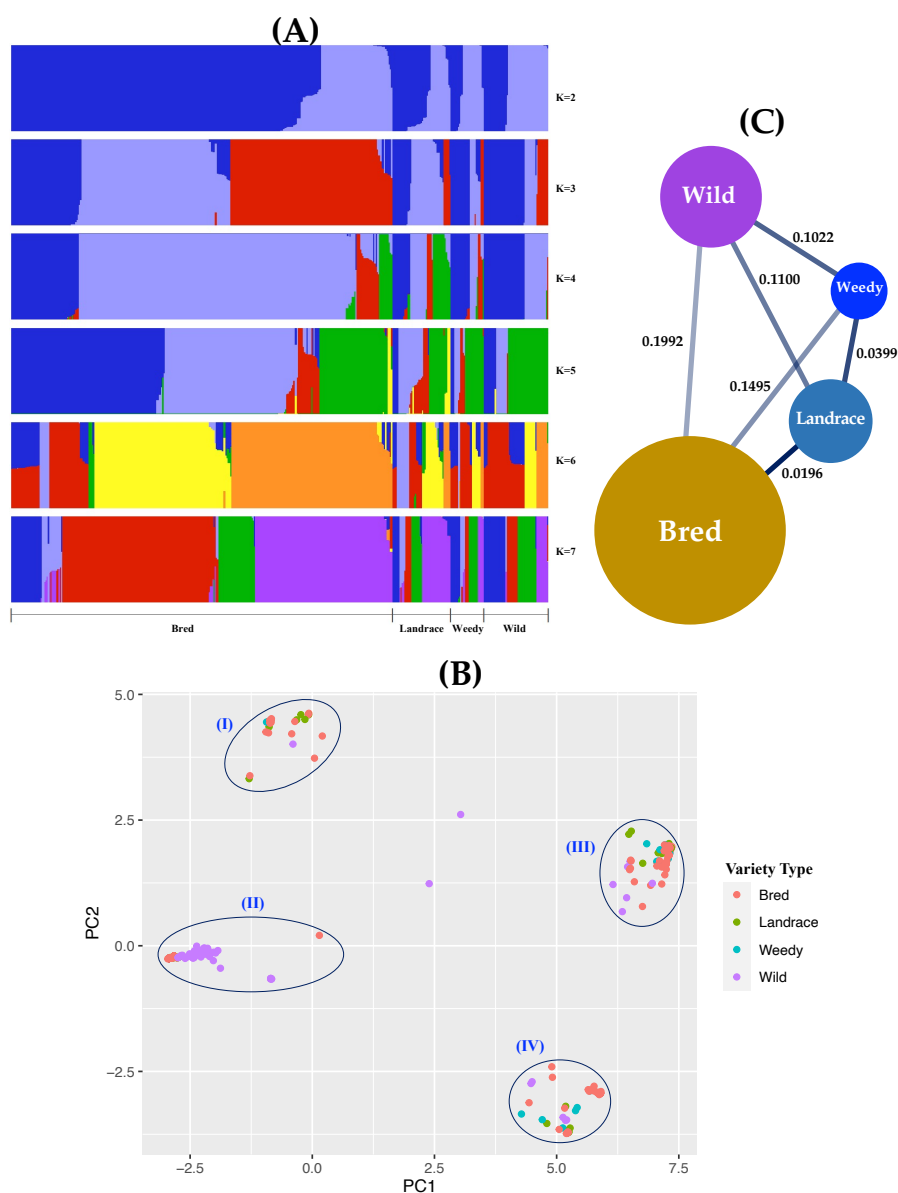 (A)
K=2
K=3
K=4
K=5
K=6
K=7
Bred
Landrace
Weedy
Wild
(C)
Wild
0.1022
Weedy
0.1100
0.1992
0.0399
0.1495
Landrace
0.0196
Bred
(B)
5.0
2.5
0.0
−2.5
PC2
(I)
(II)
(III)
(IV)
−2.5
0.0
2.5
5.0
7.5
PC1
Variety Type
Bred
Landrace
Weedy
Wild